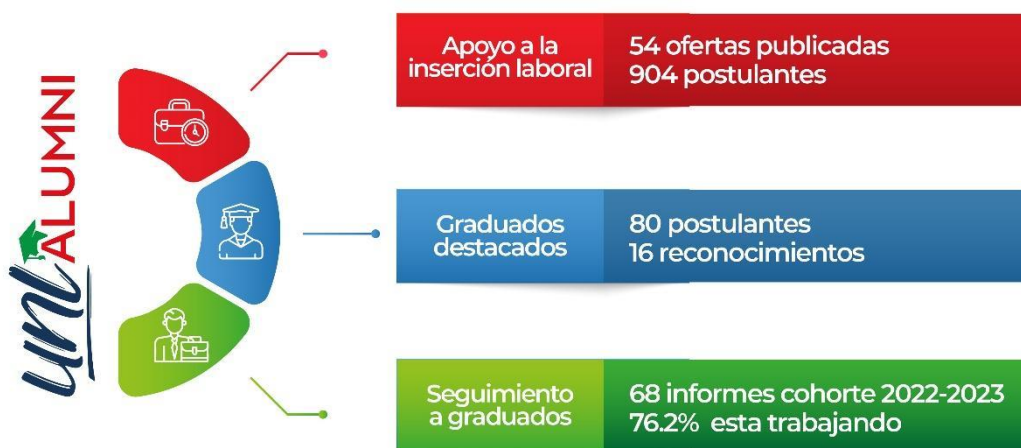 unl ALUMNI
Apoyo a la
inserción laboral
54 ofertas publicadas
904 postulantes
Graduados
destacados
80 postulantes
16 reconocimientos
Seguimiento
a graduados
68 informes cohorte 2022-2023
76.2% esta trabajando